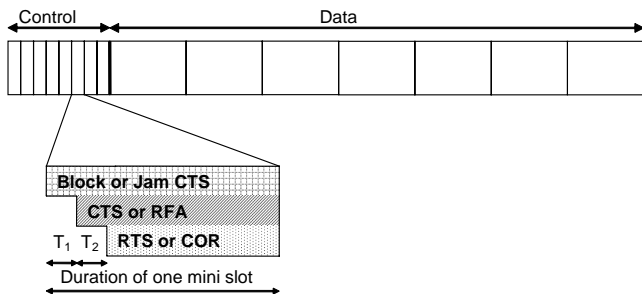 Control
Data
Block or Jam CTS
CTS or RFA
T1 T2 RTS or COR
Duration of one mini slot